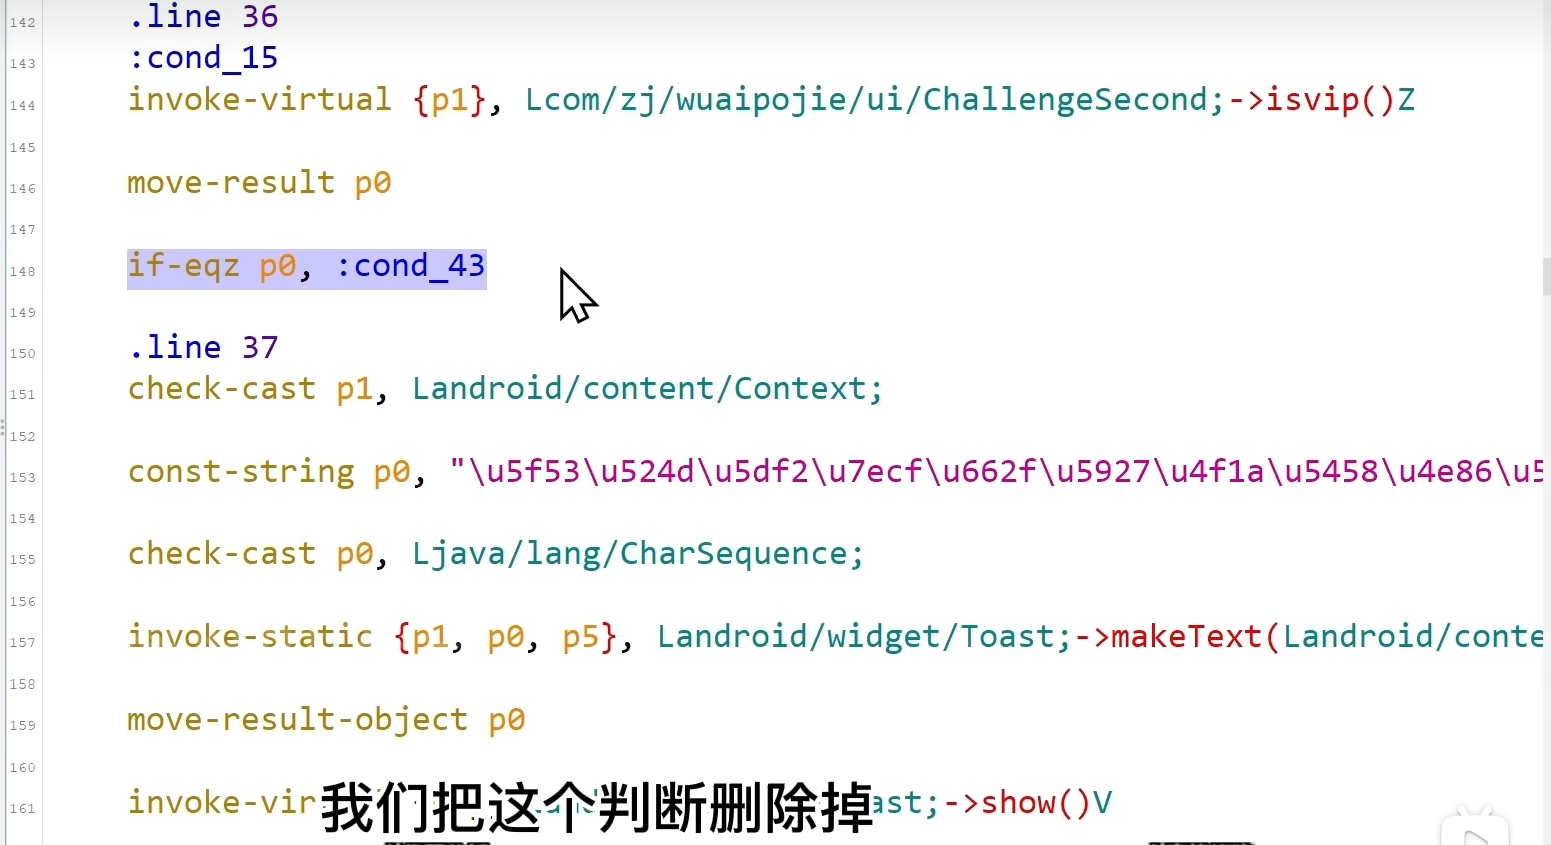 142 .line 36
143 :cond_15
144 invoke-virtual {p1}, Lcom/zj/wuaipojie/ui/ChallengeSecond;->isvip()Z
145
146 move-result p0
147
148 if-eqz p0, :cond_43
149
150 .line 37
151 check-cast p1, Landroid/content/Context;
152
153 const-string p0, "\u5f53\u524d\u5df2\u7ecf\u662f\u5927\u4f1a\u5458\u4e86\u5
154
155 check-cast p0, Ljava/lang/CharSequence;
156
157 invoke-static {p1, p0, p5}, Landroid/widget/Toast;->makeText(Landroid/conte
158
159 move-result-object p0
160
161 invoke-vir ast;->show()V
我们把这个判断删除掉